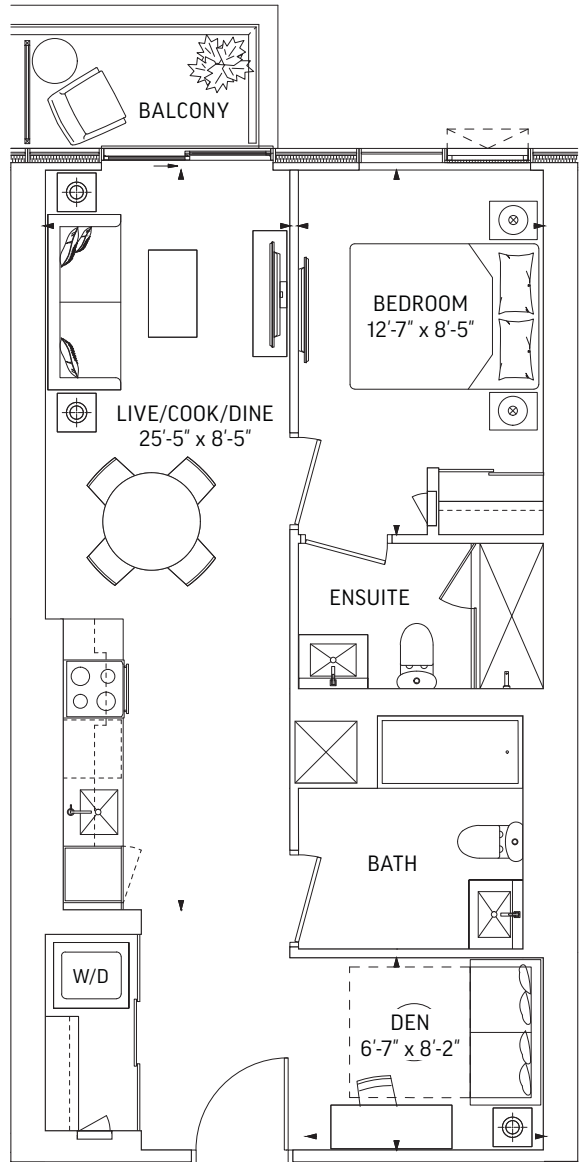 BALCONY
BEDROOM
12'-7" x 8'-5"
LIVE/COOK/DINE
25'-5" x 8'-5"
ENSUITE
BATH
W/D
DEN
6'-7" x 8'-2"